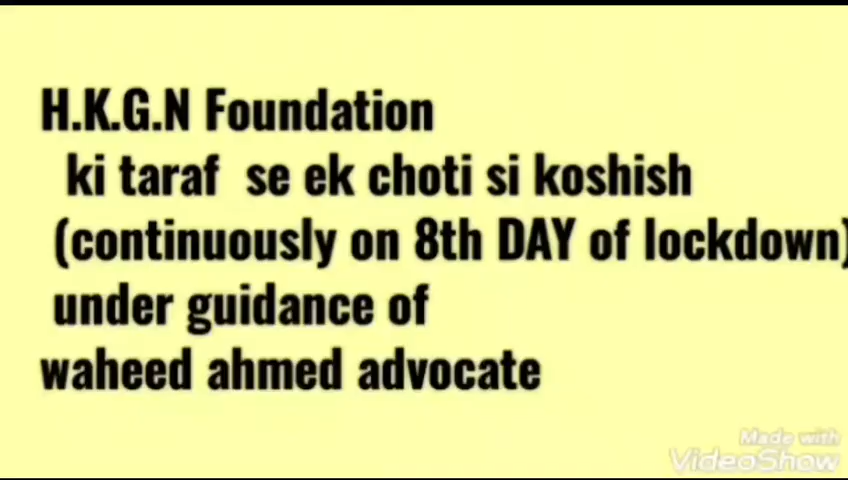 H.K.G.N Foundation
ki taraf se ek choti si koshish
(continuously on 8th DAY of lockdown)
under guidance of
waheed ahmed advocate
Made with
VideoShow